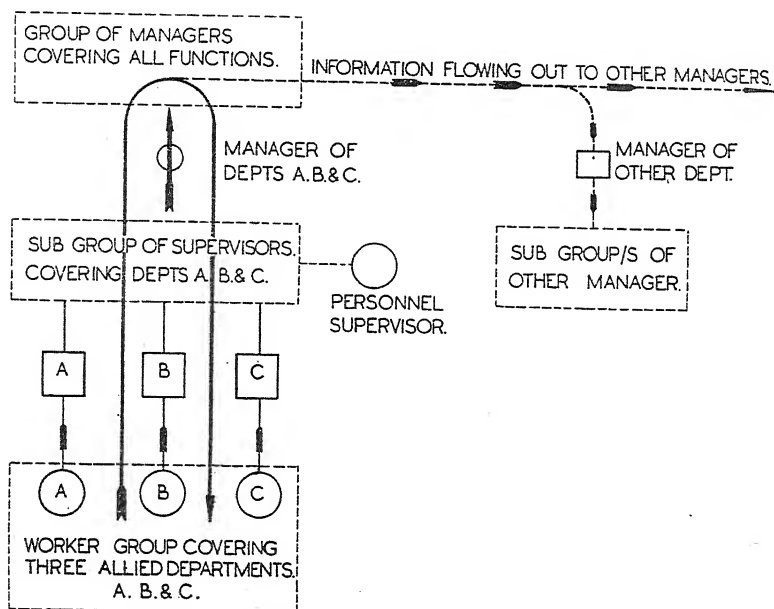 GROUP OF MANAGERS
COVERING ALL FUNCTIONS.
INFORMATION FLOWING OUT TO OTHER MANAGERS.
MANAGER OF
DEPTS A.B.& C.
MANAGER OF
OTHER DEPT.
SUB GROUP OF SUPERVISORS.
COVERING DEPTS A. B.& C.
SUB GROUP/S OF
OTHER MANAGER.
PERSONNEL
SUPERVISOR.
A
B
C
A
B
C
WORKER GROUP COVERING
THREE ALLIED DEPARTMENTS.
A. B.& C.